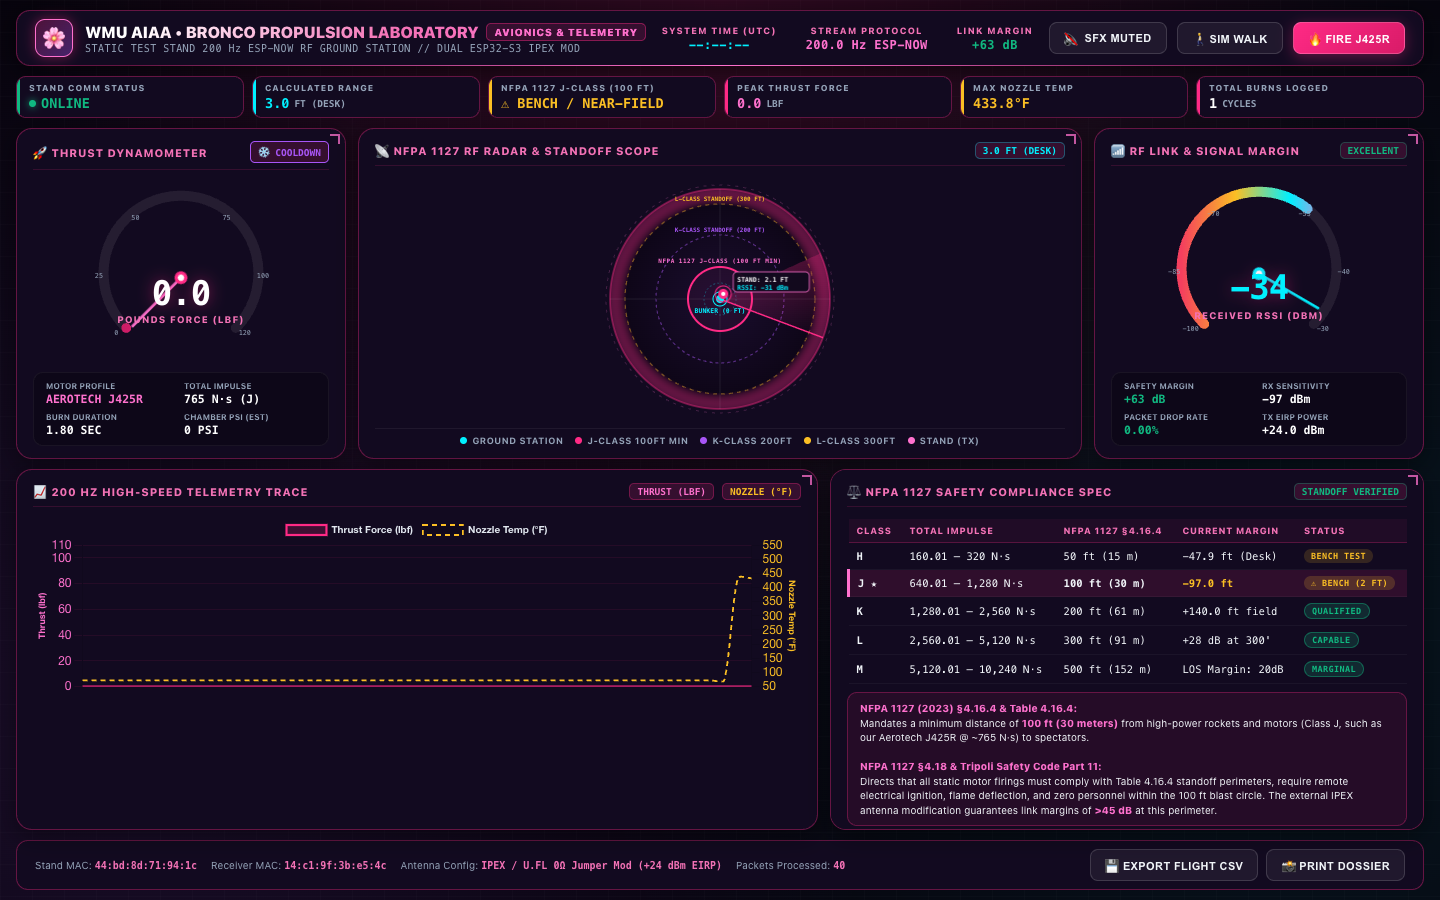 WMU AIAA • BRONCO PROPULSION LABORATORY
AVIONICS & TELEMETRY
STATIC TEST STAND 200 Hz ESP-NOW RF GROUND STATION // DUAL ESP32-S3 IPEX MOD
SYSTEM TIME (UTC)
--:--:--
STREAM PROTOCOL
200.0 Hz ESP-NOW
LINK MARGIN
+63 dB
SFX MUTED
SIM WALK
FIRE J425R
STAND COMM STATUS
ONLINE
CALCULATED RANGE
3.0 FT (DESK)
NFPA 1127 J-CLASS (100 FT)
⚠ BENCH / NEAR-FIELD
PEAK THRUST FORCE
0.0 LBF
MAX NOZZLE TEMP
433.8°F
TOTAL BURNS LOGGED
1 CYCLES
THRUST DYNAMOMETER
COOLDOWN
50
75
25
100
0.0
POUNDS FORCE (LBF)
0
120
MOTOR PROFILE
AEROTECH J425R
TOTAL IMPULSE
765 N·s (J)
BURN DURATION
1.80 SEC
CHAMBER PSI (EST)
0 PSI
NFPA 1127 RF RADAR & STANDOFF SCOPE
3.0 FT (DESK)
L-CLASS STANDOFF (300 FT)
K-CLASS STANDOFF (200 FT)
NFPA 1127 J-CLASS (100 FT MIN)
STAND: 2.1 FT
RSSI: -31 dBm
BUNKER (0 FT)
GROUND STATION
J-CLASS 100FT MIN
K-CLASS 200FT
L-CLASS 300FT
STAND (TX)
RF LINK & SIGNAL MARGIN
EXCELLENT
-70
-55
-85
-40
-34
RECEIVED RSSI (DBM)
-100
-30
SAFETY MARGIN
+63 dB
RX SENSITIVITY
-97 dBm
PACKET DROP RATE
0.00%
TX EIRP POWER
+24.0 dBm
200 HZ HIGH-SPEED TELEMETRY TRACE
THRUST (LBF)
NOZZLE (°F)
Thrust Force (lbf)
Nozzle Temp (°F)
110
100
80
60
40
20
0
Thrust (lbf)
550
500
450
400
350
300
250
200
150
100
50
Nozzle Temp (°F)
NFPA 1127 SAFETY COMPLIANCE SPEC
STANDOFF VERIFIED
CLASS TOTAL IMPULSE NFPA 1127 §4.16.4 CURRENT MARGIN STATUS
H 160.01 – 320 N·s 50 ft (15 m) -47.9 ft (Desk) BENCH TEST
J ★ 640.01 – 1,280 N·s 100 ft (30 m) -97.0 ft ⚠ BENCH (2 FT)
K 1,280.01 – 2,560 N·s 200 ft (61 m) +140.0 ft field QUALIFIED
L 2,560.01 – 5,120 N·s 300 ft (91 m) +28 dB at 300' CAPABLE
M 5,120.01 – 10,240 N·s 500 ft (152 m) LOS Margin: 20dB MARGINAL
NFPA 1127 (2023) §4.16.4 & Table 4.16.4:
Mandates a minimum distance of 100 ft (30 meters) from high-power rockets and motors (Class J, such as
our Aerotech J425R @ ~765 N·s) to spectators.
NFPA 1127 §4.18 & Tripoli Safety Code Part 11:
Directs that all static motor firings must comply with Table 4.16.4 standoff perimeters, require remote
electrical ignition, flame deflection, and zero personnel within the 100 ft blast circle. The external IPEX
antenna modification guarantees link margins of >45 dB at this perimeter.
Stand MAC: 44:bd:8d:71:94:1c Receiver MAC: 14:c1:9f:3b:e5:4c Antenna Config: IPEX / U.FL 0Ω Jumper Mod (+24 dBm EIRP) Packets Processed: 40
EXPORT FLIGHT CSV
PRINT DOSSIER